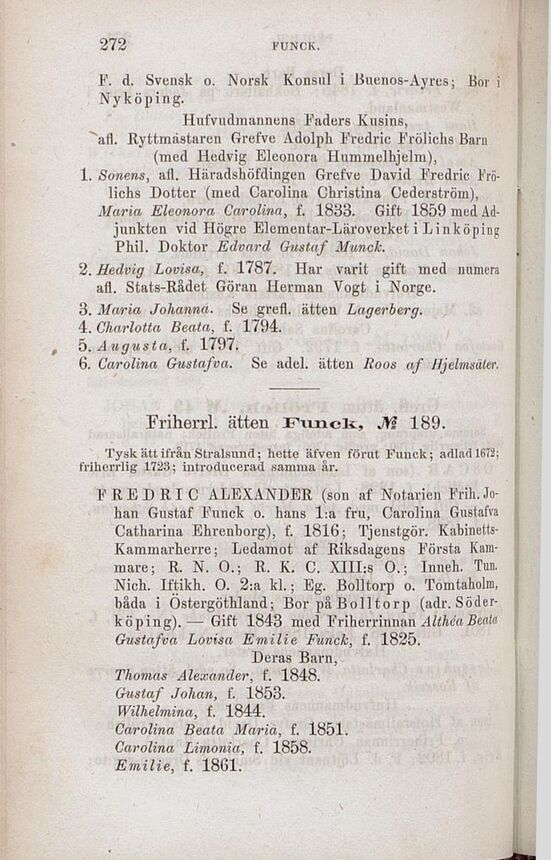 272
FUNCK.
F. d. Svensk o. Norsk Konsul i Buenos-Ayres; Bor i
Nyköping.
Hufvudmannens Faders Kusins,
afl. Ryttmästaren Grefve Adolph Fredric Frölichs Barn
(med Hedvig Eleonora Hummelhjelm),
1. Sonens, afl. Häradshöfdingen Grefve David Fredric Frö-
lichs Dotter (med Carolina Christina Cederström),
Maria Eleonora Carolina, f. 1833. Gift 1859 med Ad-
junkten vid Högre Elementar-Läroverket i Linköping
Phil. Doktor Edvard Gustaf Munck.
2. Hedvig Lovisa, f. 1787. Har varit gift med numera
afl. Stats-Rådet Göran Herman Vogt i Norge.
3. Maria Johanna. Se grefl. ätten Lagerberg.
4. Charlotta Beata, f. 1794.
5. Augusta, f. 1797.
6. Carolina Gustafva. Se adel. ätten Roos af Hjelmsäter.
Friherrl. ätten Funck, № 189.
Tysk ätt ifrån Stralsund; hette äfven förut Funck; adlad 1672;
friherrlig 1723; introducerad samma år.
FREDRIC ALEXANDER (son af Notarien Frih. Jo-
han Gustaf Funck o. hans 1:a fru, Carolina Gustafva
Catharina Ehrenborg), f. 1816; Tjenstgör. Kabinetts-
Kammarherre; Ledamot af Riksdagens Första Kam-
mare; R. N. O.; R. K. C. XIII:s O.; Inneh. Tun.
Nich. Iftikh. O. 2:a kl.; Eg. Bolltorp o. Tomtaholm,
båda i Östergöthland; Bor på Bolltorp (adr. Söder-
köping). — Gift 1843 med Friherrinnan Althéa Beata
Gustafva Lovisa Emilie Funck, f. 1825.
Deras Barn,
Thomas Alexander, f. 1848.
Gustaf Johan, f. 1853.
Wilhelmina, f. 1844.
Carolina Beata Maria, f. 1851.
Carolina Limonia, f. 1858.
Emilie, f. 1861.